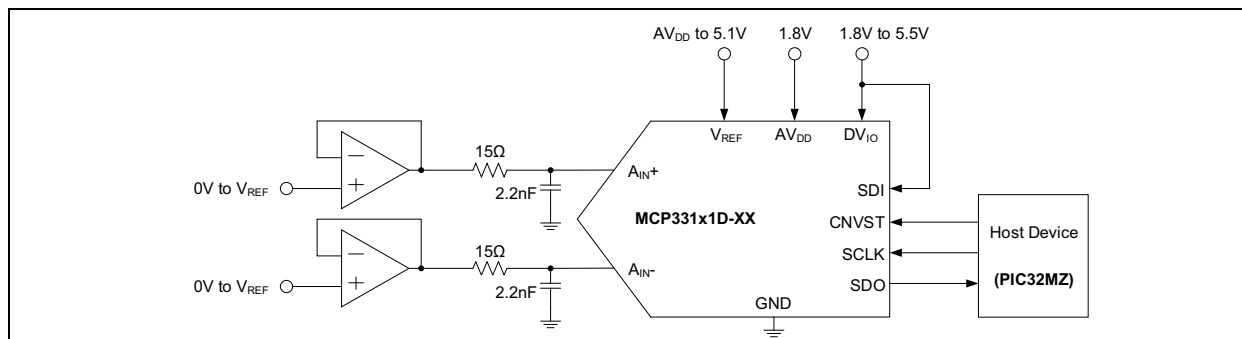 AVDD to 5.1V 1.8V 1.8V to 5.5V
VREF AVDD DVIO
15Ω
AIN+
0V to VREF
2.2nF
SDI
MCP331x1D-XX
CNVST
Host Device
15Ω
SCLK
AIN-
(PIC32MZ)
0V to VREF
2.2nF
SDO
GND